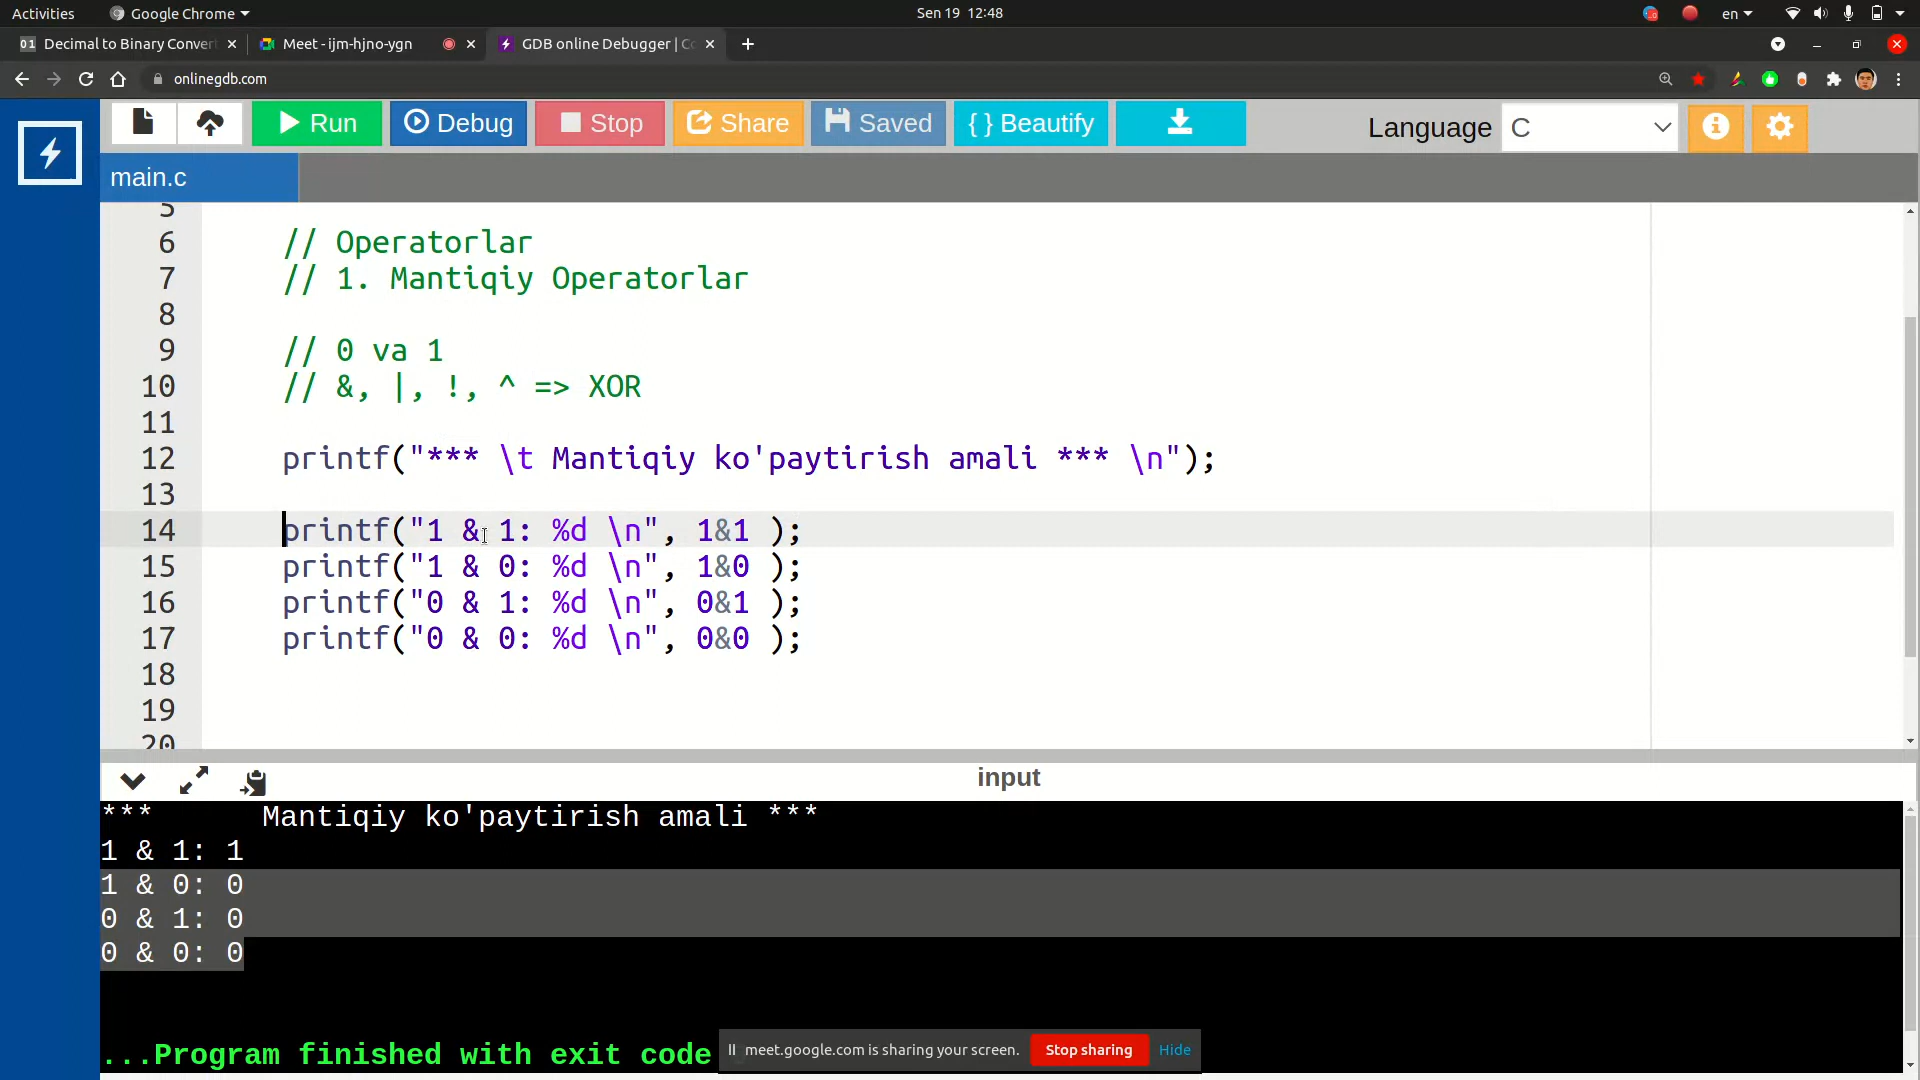 Activities Google Chrome Sen 19 12:48 en
01 Decimal to Binary Convert Meet - ijm-hjno-ygn GDB online Debugger | Co
onlinegdb.com
Run Debug Stop Share Saved { } Beautify Language C
main.c
5
6 // Operatorlar
7 // 1. Mantiqiy Operatorlar
8
9 // 0 va 1
10 // &, |, !, ^ => XOR
11
12 printf("*** \t Mantiqiy ko'paytirish amali *** \n");
13
14 printf("1 & 1: %d \n", 1&1 );
15 printf("1 & 0: %d \n", 1&0 );
16 printf("0 & 1: %d \n", 0&1 );
17 printf("0 & 0: %d \n", 0&0 );
18
19
20
input
*** Mantiqiy ko'paytirish amali ***
1 & 1: 1
1 & 0: 0
0 & 1: 0
0 & 0: 0
...Program finished with exit code
meet.google.com is sharing your screen. Stop sharing Hide